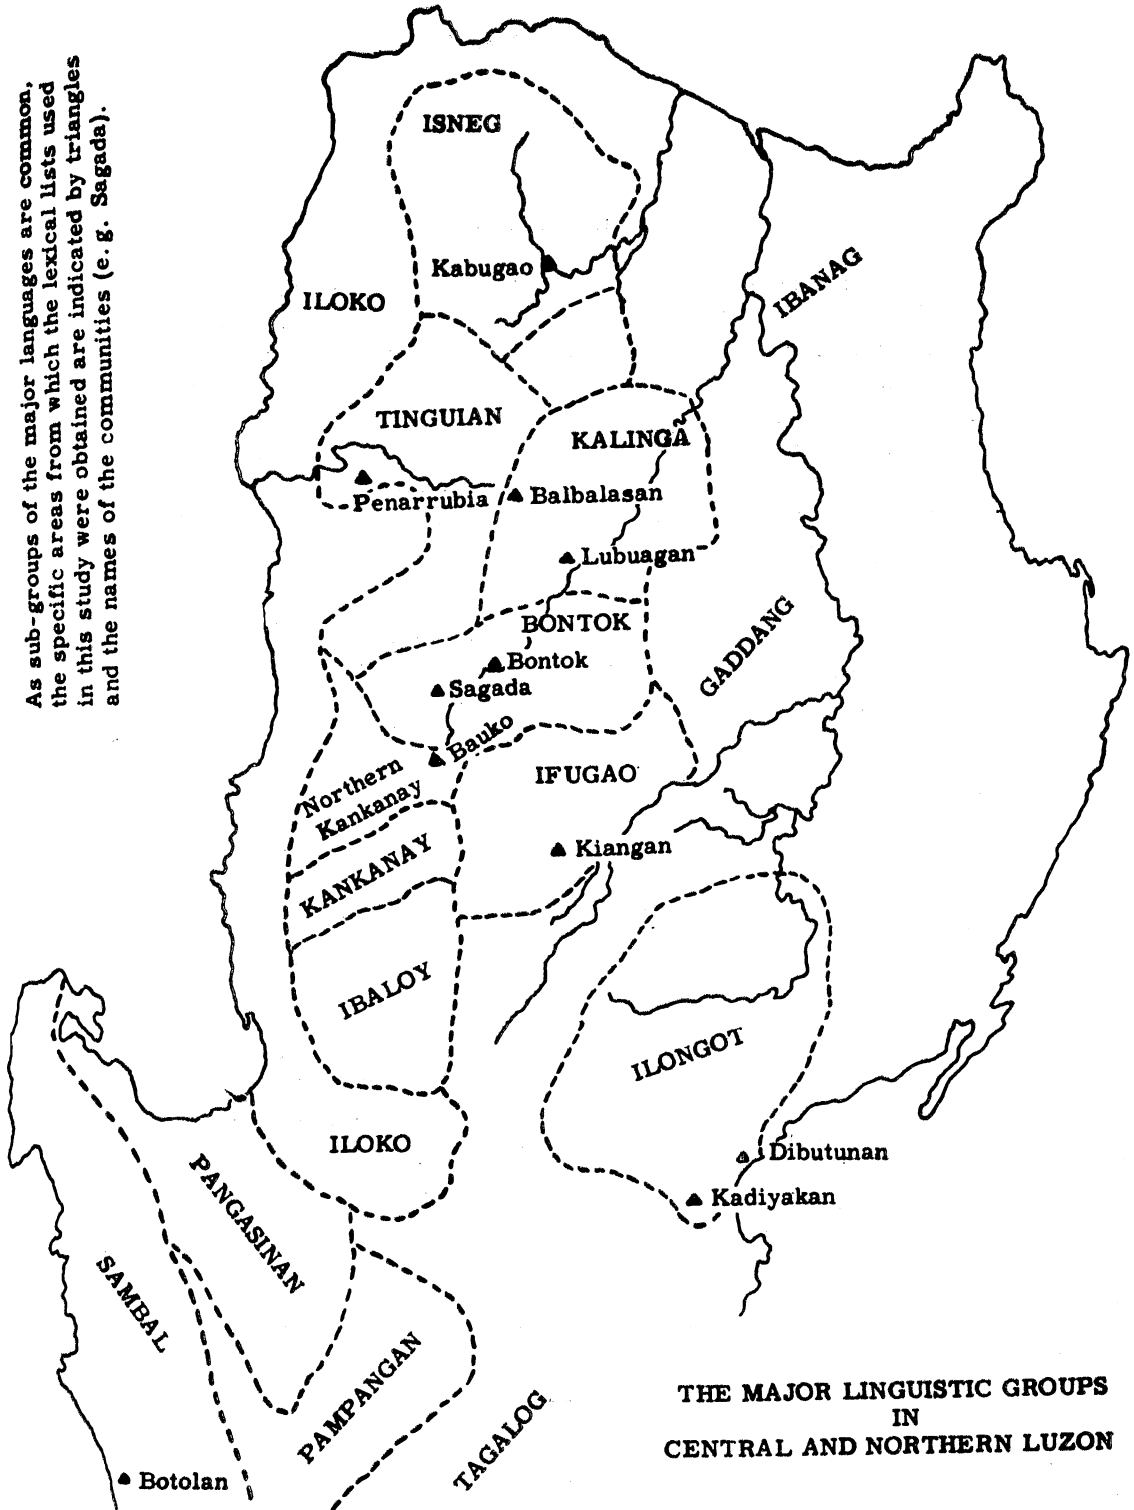 As sub-groups of the major languages are common,
the specific areas from which the lexical lists used
in this study were obtained are indicated by triangles
and the names of the communities (e. g. Sagada).
ISNEG
Kabugao
IBANAG
ILOKO
TINGUIAN
KALINGA
Penarrubia
Balbalasan
Lubuagan
BONTOK
GADDANG
Bontok
Sagada
Bauko
Northern
Kankanay
IFUGAO
KANKANAY
Kiangan
IBALOY
ILONGOT
ILOKO
Dibutunan
PANGASINAN
Kadiyakan
SAMBAL
PAMPANGAN
TAGALOG
Botolan
THE MAJOR LINGUISTIC GROUPS
IN
CENTRAL AND NORTHERN LUZON